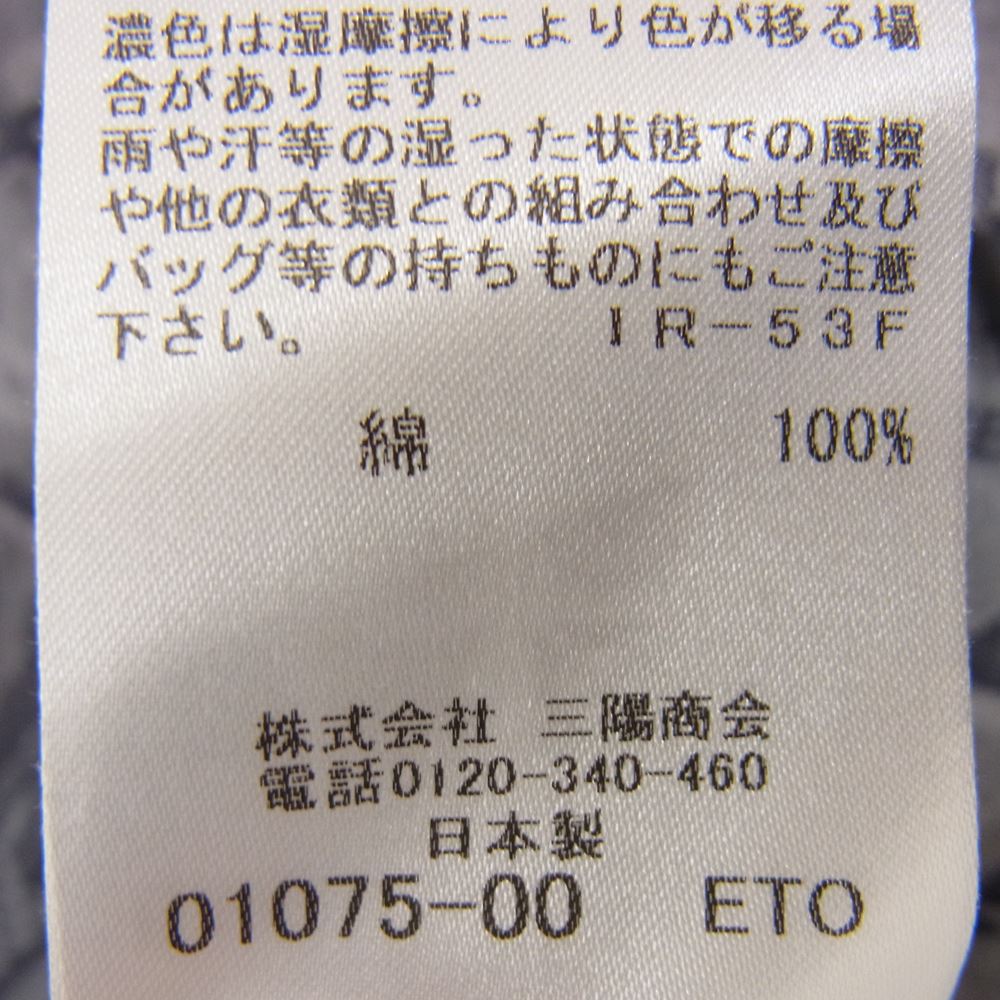 濃色は湿摩擦により色が移る場
合があります。
雨や汗等の湿った状態での摩擦
や他の衣類との組み合わせ及び
バッグ等の持ちものにもご注意
下さい。 IR-53F
綿 100%
株式会社 三陽商会
電話0120-340-460
日本製
01075-00 ETO